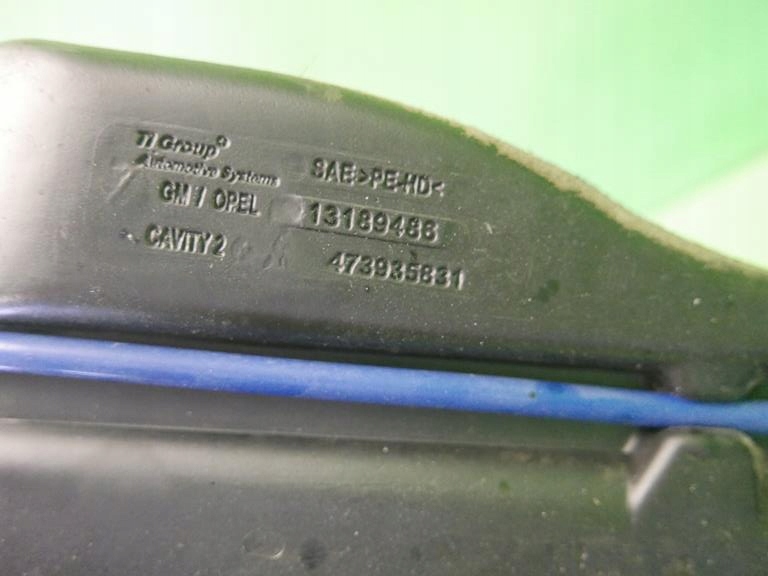 TI Group
Automotive Systems
SAE >PE-HD<
GM / OPEL 13189486
CAVITY 2 473935831